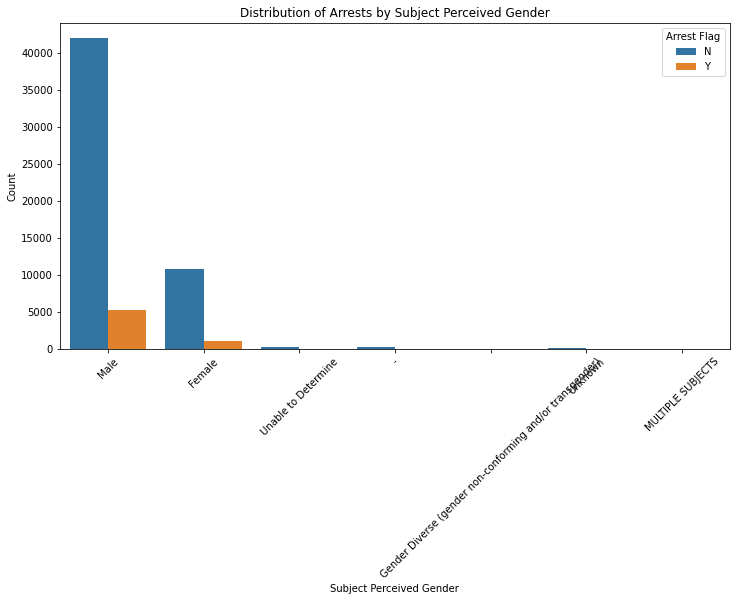 Distribution of Arrests by Subject Perceived Gender
Arrest Flag
N
Y
Count
40000
35000
30000
25000
20000
15000
10000
5000
0
Male
Female
Unable to Determine
-
Gender Diverse (gender non-conforming and/or transgender)
Unknown
MULTIPLE SUBJECTS
Subject Perceived Gender